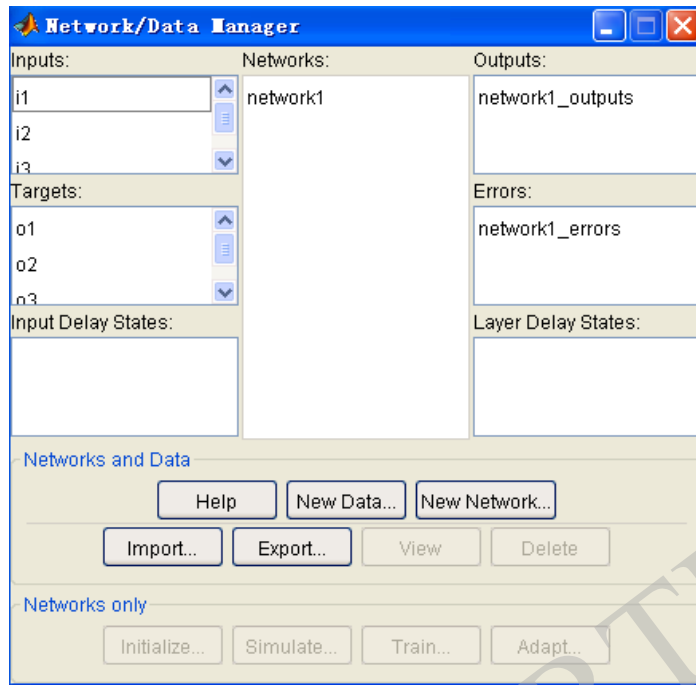 Network/Data Manager
Inputs: Networks: Outputs:
i1 network1 network1_outputs
i2
i3
Targets: Errors:
o1 network1_errors
o2
o3
Input Delay States: Layer Delay States:
Networks and Data
Help New Data... New Network...
Import... Export... View Delete
Networks only
Initialize... Simulate... Train... Adapt...